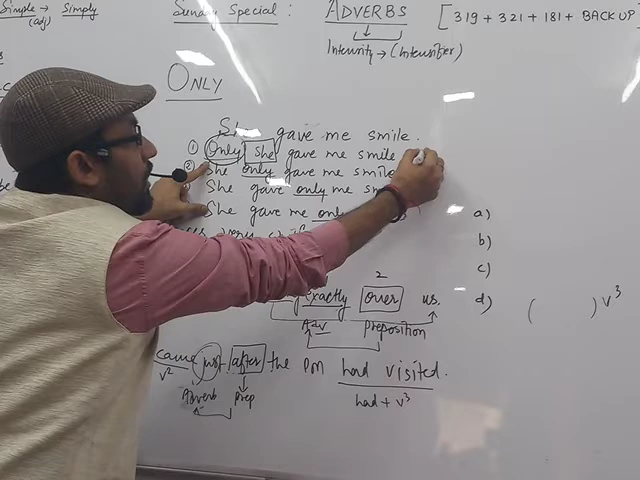 Simple → Simply
(adj)
Sunday Special :
ADVERBS
Intensity → (Intensifier)
[ 319 + 321 + 181 + BACK UP
ONLY
gave me smile.
① Only she gave me smile
② She only gave me smile
She gave only me
She gave me only
a)
b)
c)
d) ( ) V³
2
exactly over us.
Adv Preposition
came just after the PM had visited.
V² had + V³
Adverb Prep